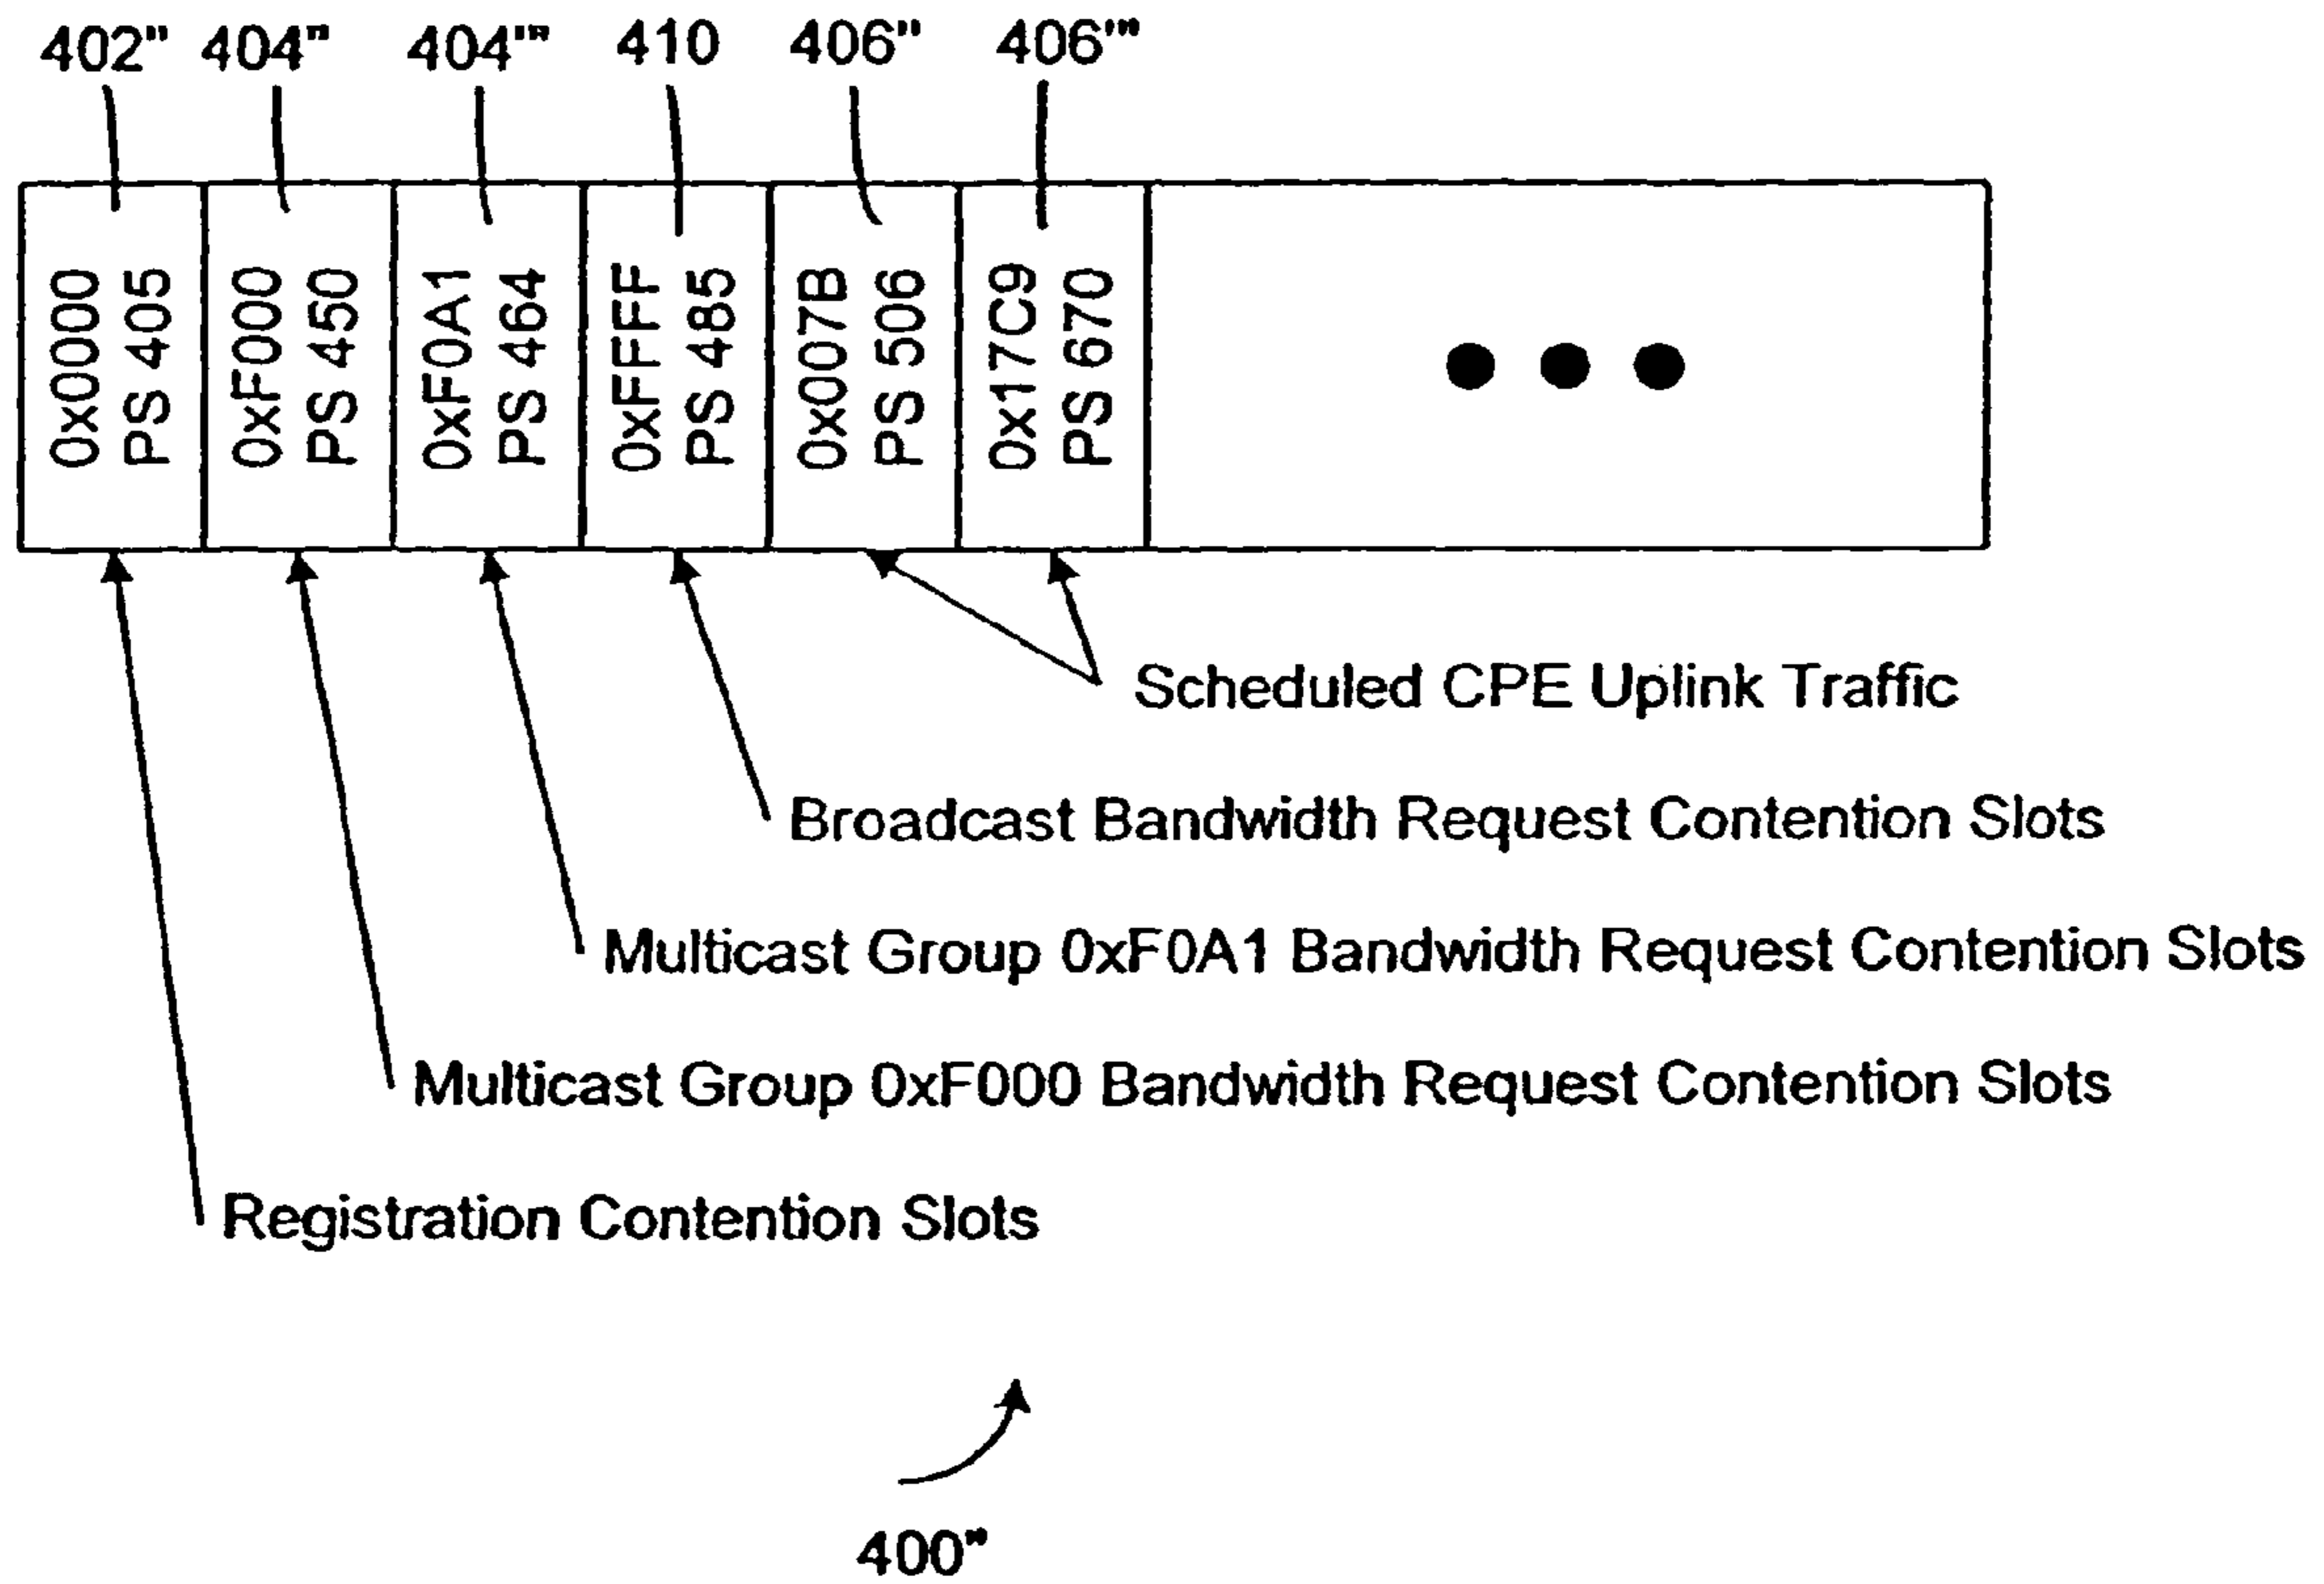 402" 404" 404'" 410 406" 406'"
0x0000
PS 405
0xF000
PS 450
0xF0A1
PS 464
0xFFFF
PS 485
0x007B
PS 506
0x17C9
PS 670
Scheduled CPE Uplink Traffic
Broadcast Bandwidth Request Contention Slots
Multicast Group 0xF0A1 Bandwidth Request Contention Slots
Multicast Group 0xF000 Bandwidth Request Contention Slots
Registration Contention Slots
400"